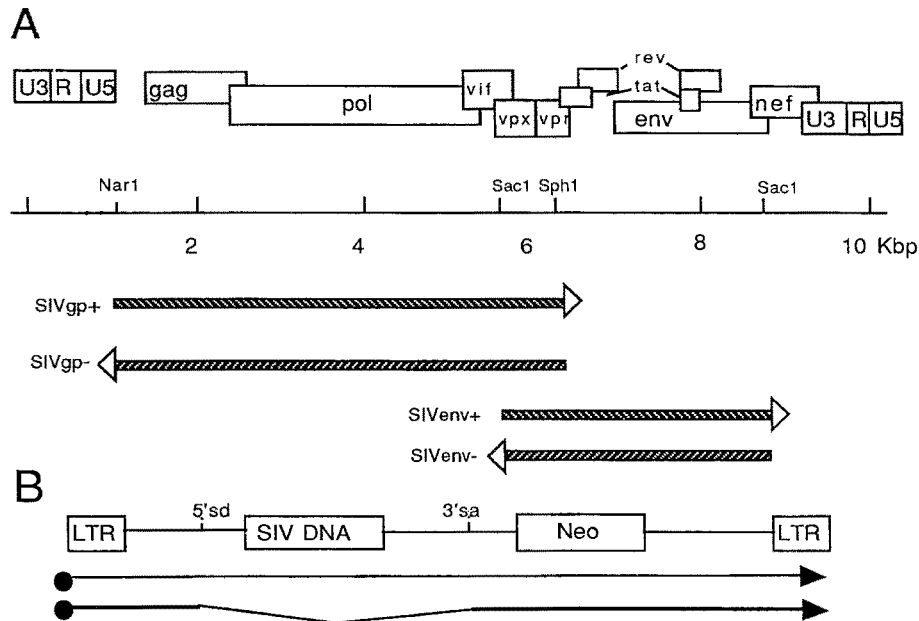 A
U3 R U5 gag pol vif vpx vpr rev tat env nef U3 R U5
Nar1 Sac1 Sph1 Sac1
2 4 6 8 10 Kbp
SIVgp+
SIVgp-
SIVenv+
SIVenv-
B
LTR 5'sd SIV DNA 3'sa Neo LTR